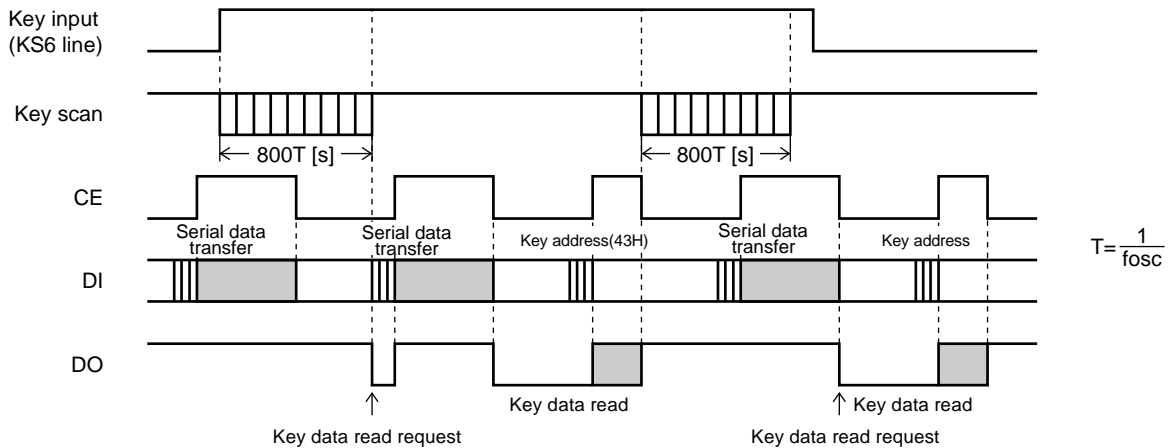 Key input
(KS6 line)
Key scan
800T [s]
800T [s]
CE
Serial data
transfer
Serial data
transfer
Key address(43H)
Serial data
transfer
Key address
T= 1
fosc
DI
DO
Key data read
Key data read
Key data read request
Key data read request